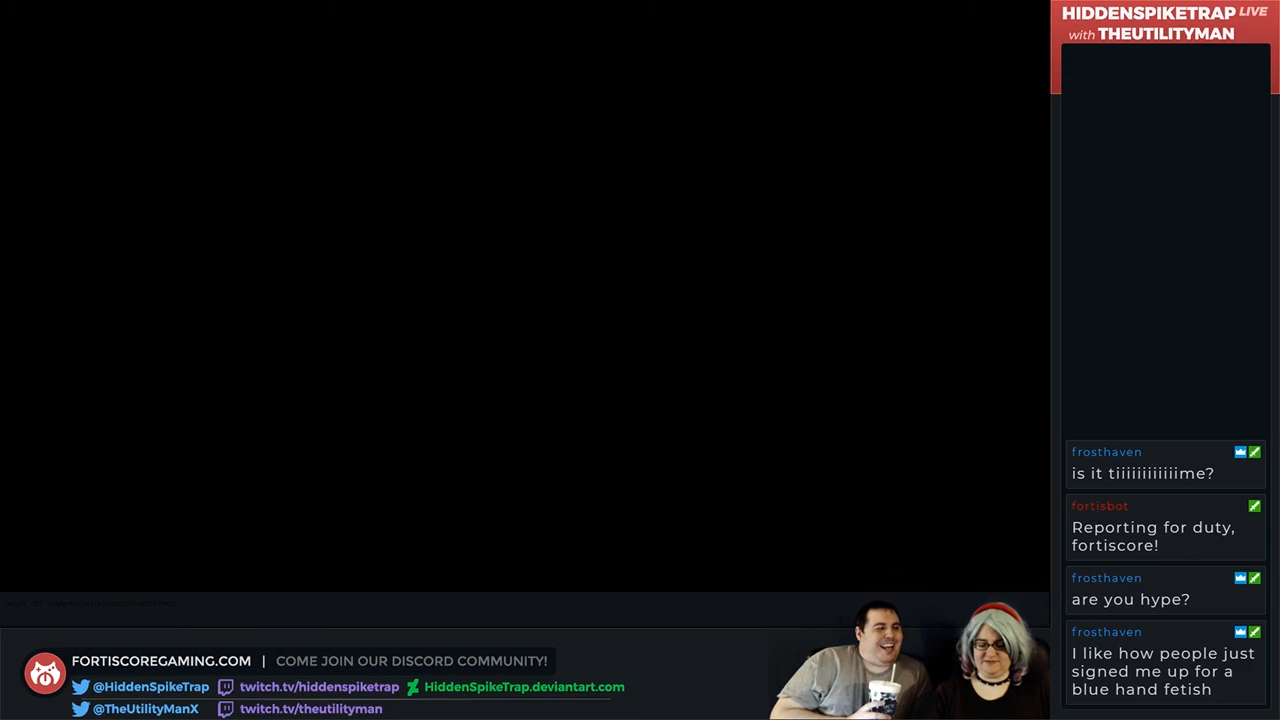 HIDDENSPIKETRAP LIVE
with THEUTILITYMAN
frosthaven
is it tiiiiiiiiiiiime?
fortisbot
Reporting for duty,
fortiscore!
frosthaven
are you hype?
frosthaven
I like how people just
signed me up for a
blue hand fetish
FORTISCOREGAMING.COM | COME JOIN OUR DISCORD COMMUNITY!
@HiddenSpikeTrap twitch.tv/hiddenspiketrap HiddenSpikeTrap.deviantart.com
@TheUtilityManX twitch.tv/theutilityman